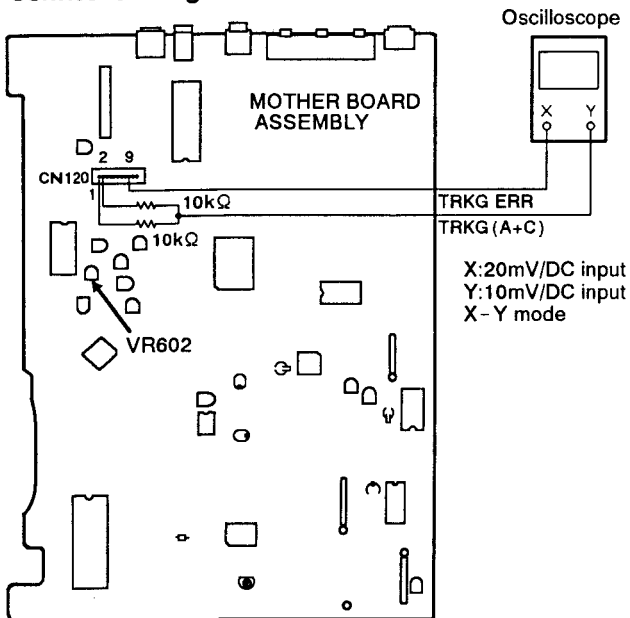 Oscilloscope
X Y
MOTHER BOARD
ASSEMBLY
2 9
CN120
1
10kΩ
10kΩ
TRKG ERR
TRKG (A+C)
X:20mV/DC input
Y:10mV/DC input
X-Y mode
VR602